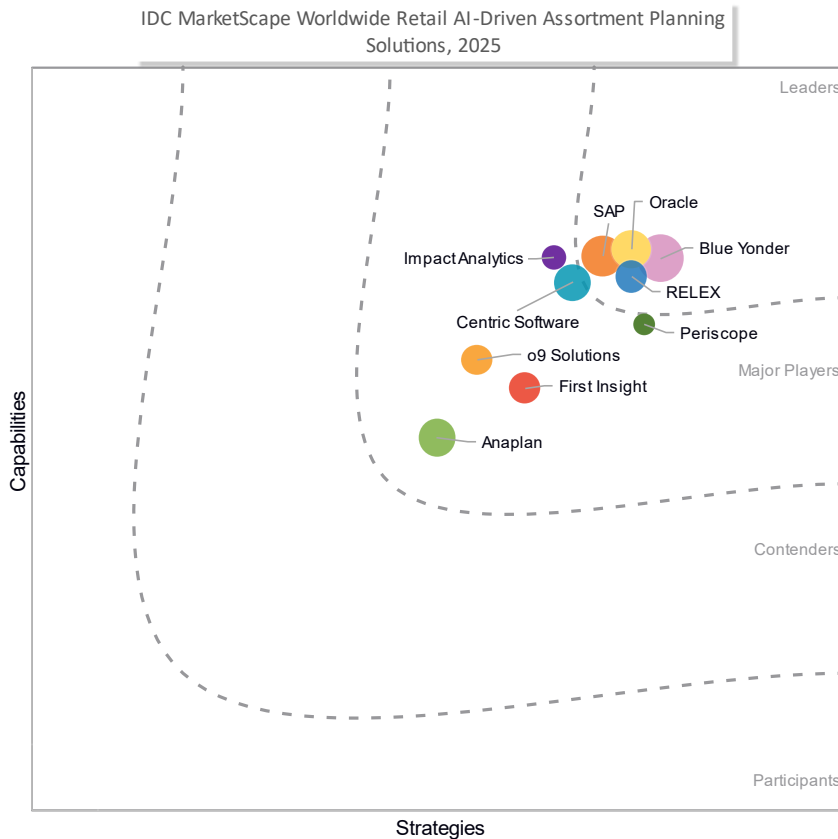 IDC MarketScape Worldwide Retail AI-Driven Assortment Planning
Solutions, 2025
Leaders
Oracle
SAP
Blue Yonder
Impact Analytics
RELEX
Centric Software
Periscope
o9 Solutions
Major Players
First Insight
Anaplan
Capabilities
Contenders
Participants
Strategies